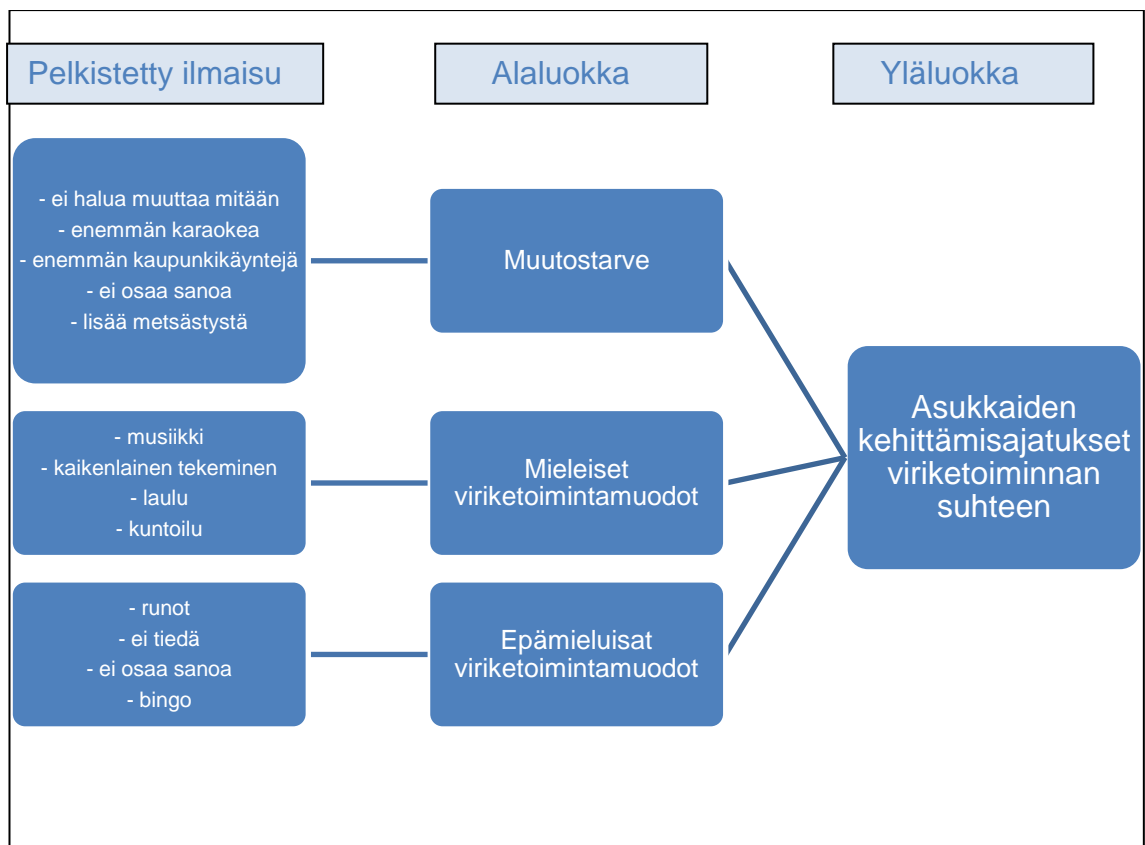 Pelkistetty ilmaisu
Alaluokka
Yläluokka
- ei halua muuttaa mitään
- enemmän karaokea
- enemmän kaupunkikäyntejä
- ei osaa sanoa
- lisää metsästystä
Muutostarve
- musiikki
- kaikenlainen tekeminen
- laulu
- kuntoilu
Mieleiset
viriketoimintamuodot
- runot
- ei tiedä
- ei osaa sanoa
- bingo
Epämieluisat
viriketoimintamuodot
Asukkaiden
kehittämisajatukset
viriketoiminnan
suhteen